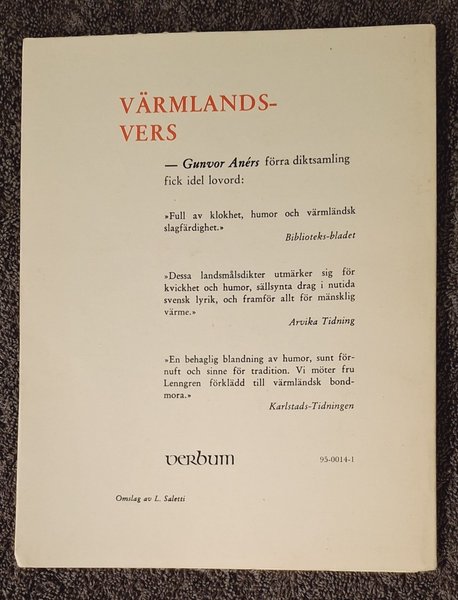 VÄRMLANDS-
VERS
— Gunvor Anérs förra diktsamling
fick idel lovord:
»Full av klokhet, humor och värmländsk
slagfärdighet.»
Biblioteks-bladet
»Dessa landsmålsdikter utmärker sig för
kvickhet och humor, sällsynta drag i nutida
svensk lyrik, och framför allt för mänsklig
värme.»
Arvika Tidning
»En behaglig blandning av humor, sunt för-
nuft och sinne för tradition. Vi möter fru
Lenngren förklädd till värmländsk bond-
mora.»
Karlstads-Tidningen
verbum 95-0014-1
Omslag av L. Saletti